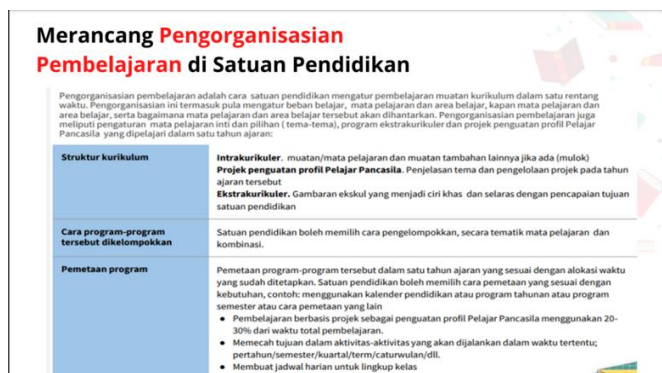 Merancang Pengorganisasian
Pembelajaran di Satuan Pendidikan
Pengorganisasian pembelajaran adalah cara satuan pendidikan mengatur pembelajaran muatan kurikulum dalam satu rentang
waktu. Pengorganisasian ini termasuk pula mengatur beban belajar, mata pelajaran dan area belajar, kapan mata pelajaran dan
area belajar, serta bagaimana mata pelajaran dan area belajar tersebut akan dihantarkan. Pengorganisasian pembelajaran juga
meliputi pengaturan mata pelajaran inti dan pilihan ( tema-tema), program ekstrakurikuler dan projek penguatan profil Pelajar
Pancasila yang dipelajari dalam satu tahun ajaran:
Struktur kurikulum
Intrakurikuler. muatan/mata pelajaran dan muatan tambahan lainnya jika ada (mulok)
Projek penguatan profil Pelajar Pancasila. Penjelasan tema dan pengelolaan projek pada tahun
ajaran tersebut
Ekstrakurikuler. Gambaran ekskul yang menjadi ciri khas dan selaras dengan pencapaian tujuan
satuan pendidikan
Cara program-program
tersebut dikelompokkan
Satuan pendidikan boleh memilih cara pengelompokkan, secara tematik mata pelajaran dan
kombinasi.
Pemetaan program
Pemetaan program-program tersebut dalam satu tahun ajaran yang sesuai dengan alokasi waktu
yang sudah ditetapkan. Satuan pendidikan boleh memilih cara pemetaan yang sesuai dengan
kebutuhan, contoh: menggunakan kalender pendidikan atau program tahunan atau program
semester atau cara pemetaan yang lain
● Pembelajaran berbasis projek sebagai penguatan profil Pelajar Pancasila menggunakan 20-
30% dari waktu total pembelajaran.
● Memecah tujuan dalam aktivitas-aktivitas yang akan dijalankan dalam waktu tertentu;
pertahun/semester/kuartal/term/caturwulan/dll.
● Membuat jadwal harian untuk lingkup kelas